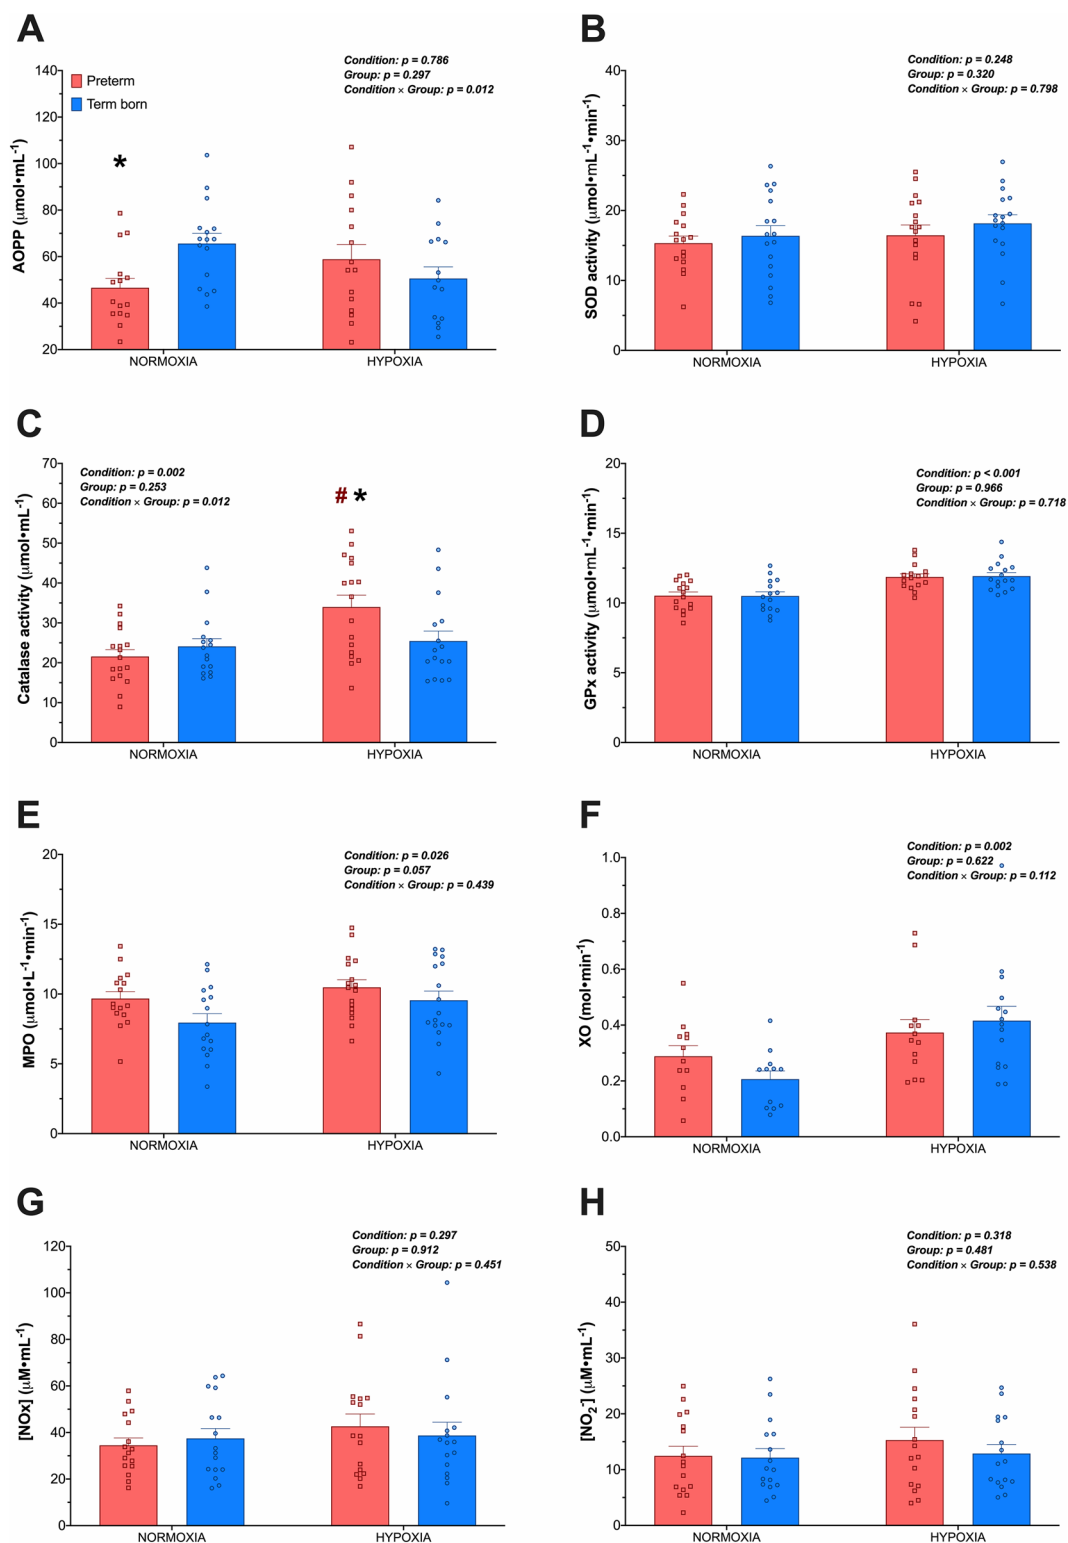 A
Condition: p = 0.786
Group: p = 0.297
Condition × Group: p = 0.012
Preterm
Term born
*
AOPP (μmol•mL⁻¹)
140
120
100
80
60
40
20
NORMOXIA
HYPOXIA
B
Condition: p = 0.248
Group: p = 0.320
Condition × Group: p = 0.798
SOD activity (μmol•mL⁻¹•min⁻¹)
40
30
20
10
0
NORMOXIA
HYPOXIA
C
Condition: p = 0.002
Group: p = 0.253
Condition × Group: p = 0.012
# *
Catalase activity (μmol•mL⁻¹)
70
60
50
40
30
20
10
0
NORMOXIA
HYPOXIA
D
Condition: p < 0.001
Group: p = 0.966
Condition × Group: p = 0.718
GPx activity (μmol•mL⁻¹•min⁻¹)
20
15
10
5
0
NORMOXIA
HYPOXIA
E
Condition: p = 0.026
Group: p = 0.057
Condition × Group: p = 0.439
MPO (μmol•L⁻¹•min⁻¹)
20
15
10
5
0
NORMOXIA
HYPOXIA
F
Condition: p = 0.002
Group: p = 0.622
Condition × Group: p = 0.112
XO (mol•min⁻¹)
1.0
0.8
0.6
0.4
0.2
0.0
NORMOXIA
HYPOXIA
G
Condition: p = 0.297
Group: p = 0.912
Condition × Group: p = 0.451
[NOx] (μM•mL⁻¹)
120
100
80
60
40
20
0
NORMOXIA
HYPOXIA
H
Condition: p = 0.318
Group: p = 0.481
Condition × Group: p = 0.538
[NO₂⁻] (μM•mL⁻¹)
50
40
30
20
10
0
NORMOXIA
HYPOXIA